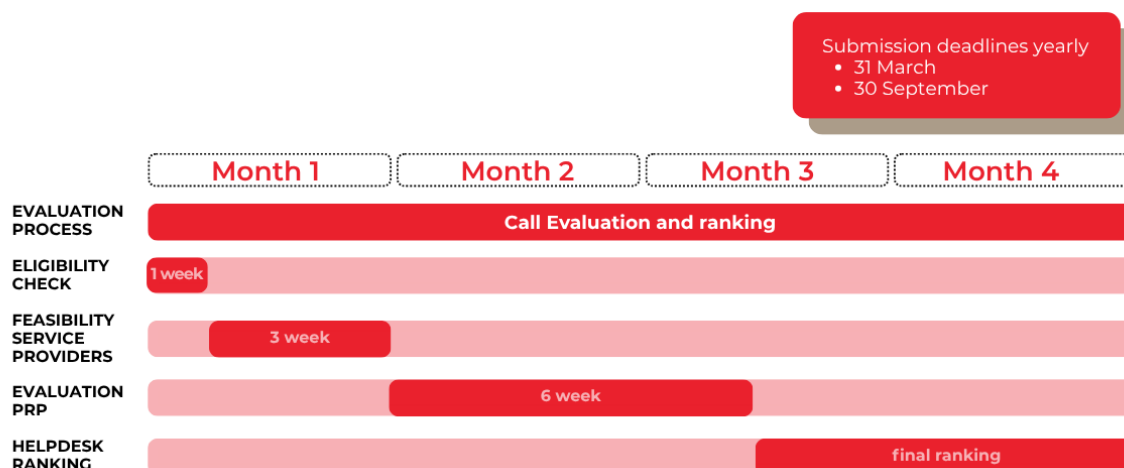 Submission deadlines yearly
• 31 March
• 30 September
Month 1
Month 2
Month 3
Month 4
EVALUATION
PROCESS
Call Evaluation and ranking
ELIGIBILITY
CHECK
1 week
FEASIBILITY
SERVICE
PROVIDERS
3 week
EVALUATION
PRP
6 week
HELPDESK
RANKING
final ranking